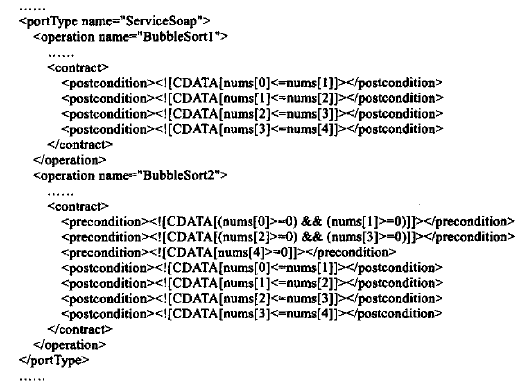 ......
<portType name="ServiceSoap">
<operation name="BubbleSort1">
......
<contract>
<postcondition><![CDATA[nums[0]<=nums[1]]></postcondition>
<postcondition><![CDATA[nums[1]<=nums[2]]></postcondition>
<postcondition><![CDATA[nums[2]<=nums[3]]></postcondition>
<postcondition><![CDATA[nums[3]<=nums[4]]></postcondition>
</contract>
</operation>
<operation name="BubbleSort2">
......
<contract>
<precondition><![CDATA[(nums[0]>=0) && (nums[1]>=0)]]></precondition>
<precondition><![CDATA[(nums[2]>=0) && (nums[3]>=0)]]></precondition>
<precondition><![CDATA[nums[4]>=0]]></precondition>
<postcondition><![CDATA[nums[0]<=nums[1]]></postcondition>
<postcondition><![CDATA[nums[1]<=nums[2]]></postcondition>
<postcondition><![CDATA[nums[2]<=nums[3]]></postcondition>
<postcondition><![CDATA[nums[3]<=nums[4]]></postcondition>
</contract>
</operation>
</portType>
......